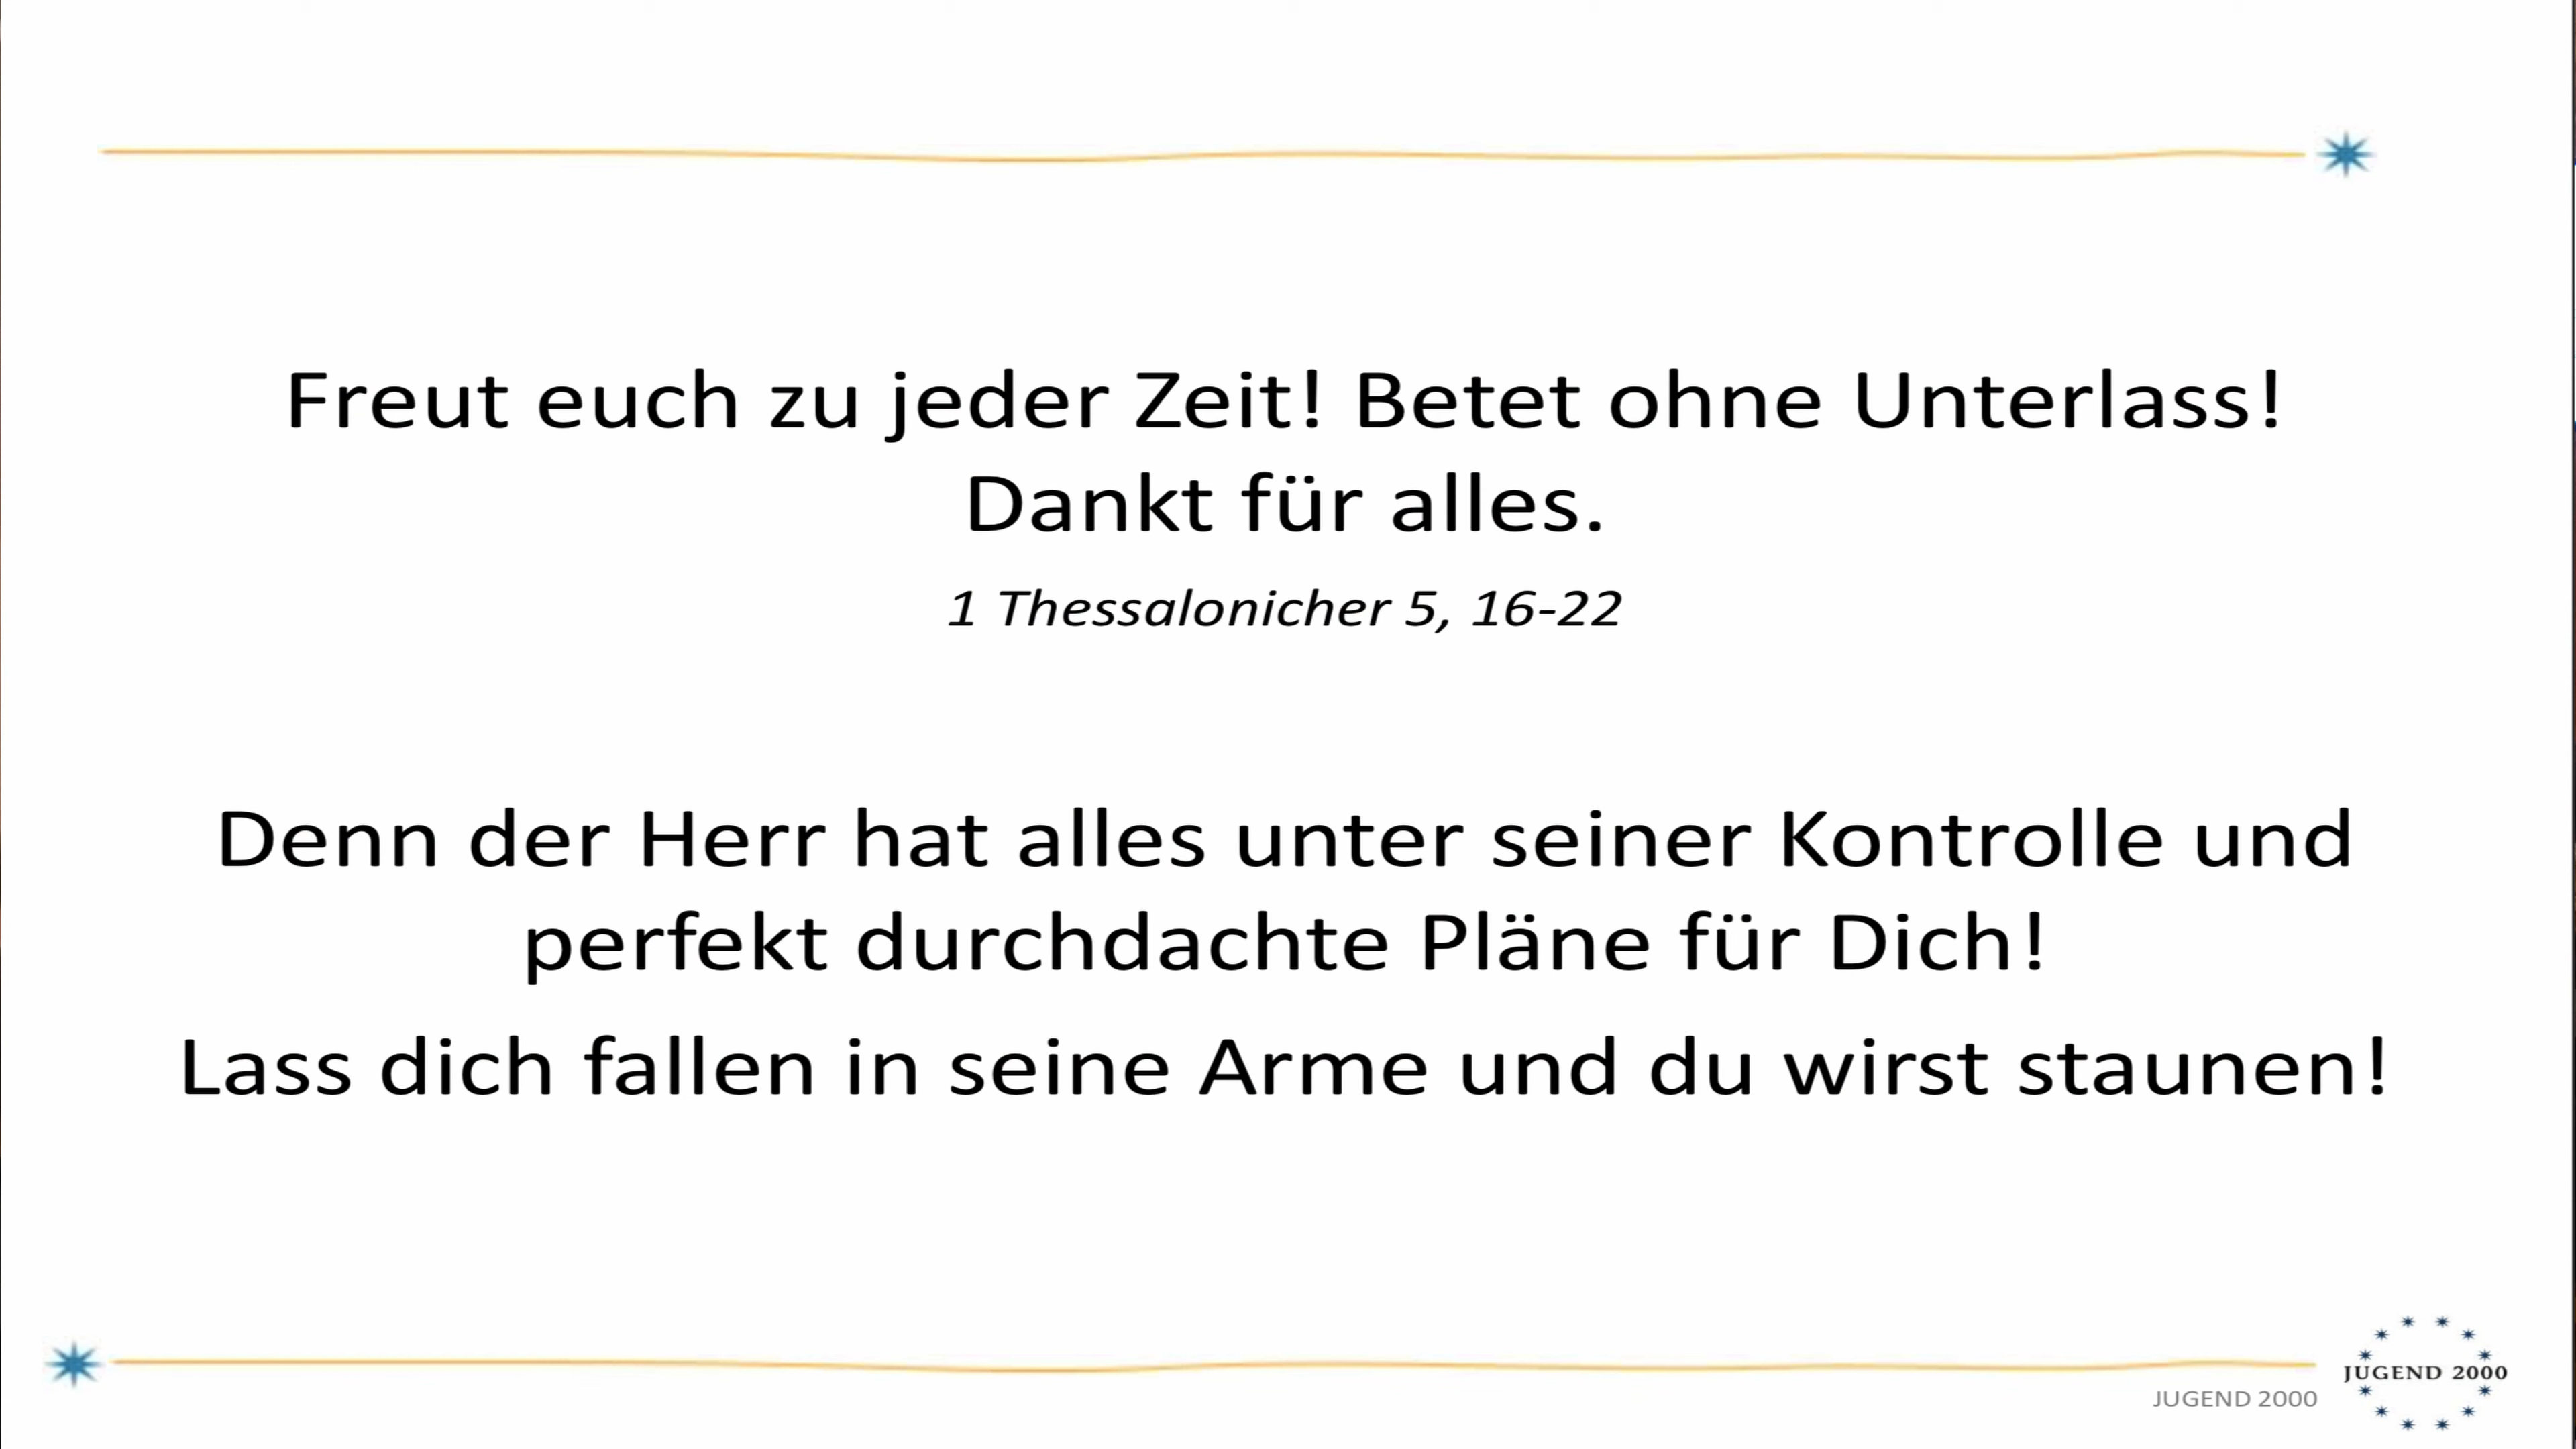 Freut euch zu jeder Zeit! Betet ohne Unterlass!
Dankt für alles.
1 Thessalonicher 5, 16-22
Denn der Herr hat alles unter seiner Kontrolle und
perfekt durchdachte Pläne für Dich!
Lass dich fallen in seine Arme und du wirst staunen!
JUGEND 2000
JUGEND 2000